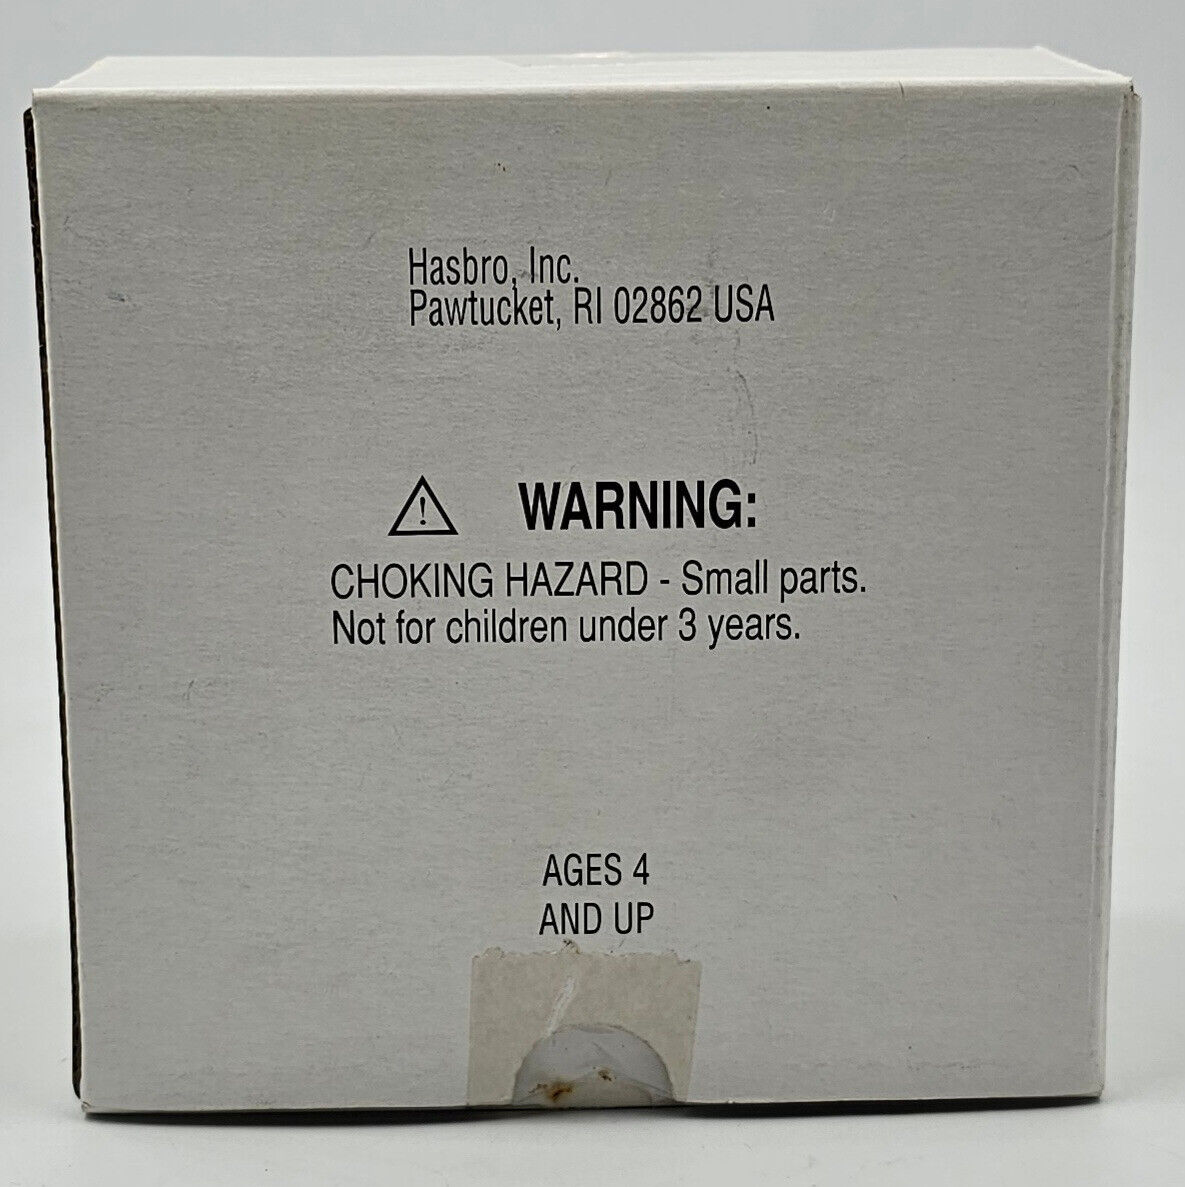 Hasbro, Inc.
Pawtucket, RI 02862 USA
WARNING:
CHOKING HAZARD - Small parts.
Not for children under 3 years.
AGES 4
AND UP